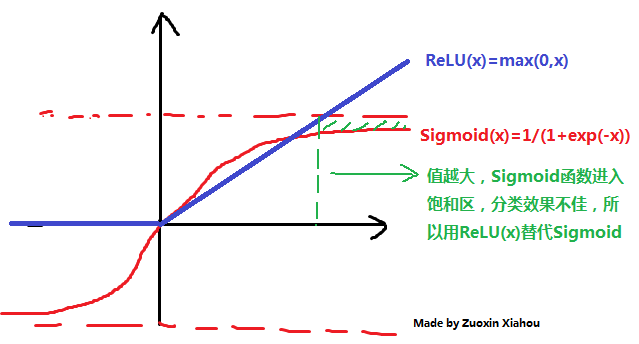 ReLU(x)=max(0,x)
Sigmoid(x)=1/(1+exp(-x))
值越大，Sigmoid函数进入
饱和区，分类效果不佳，所
以用ReLU(x)替代Sigmoid
Made by Zuoxin Xiahou